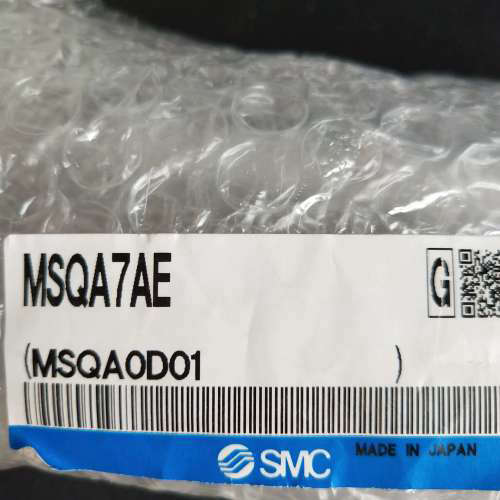 MSQA7AE
G
(MSQA0D01 )
SMC
MADE IN JAPAN